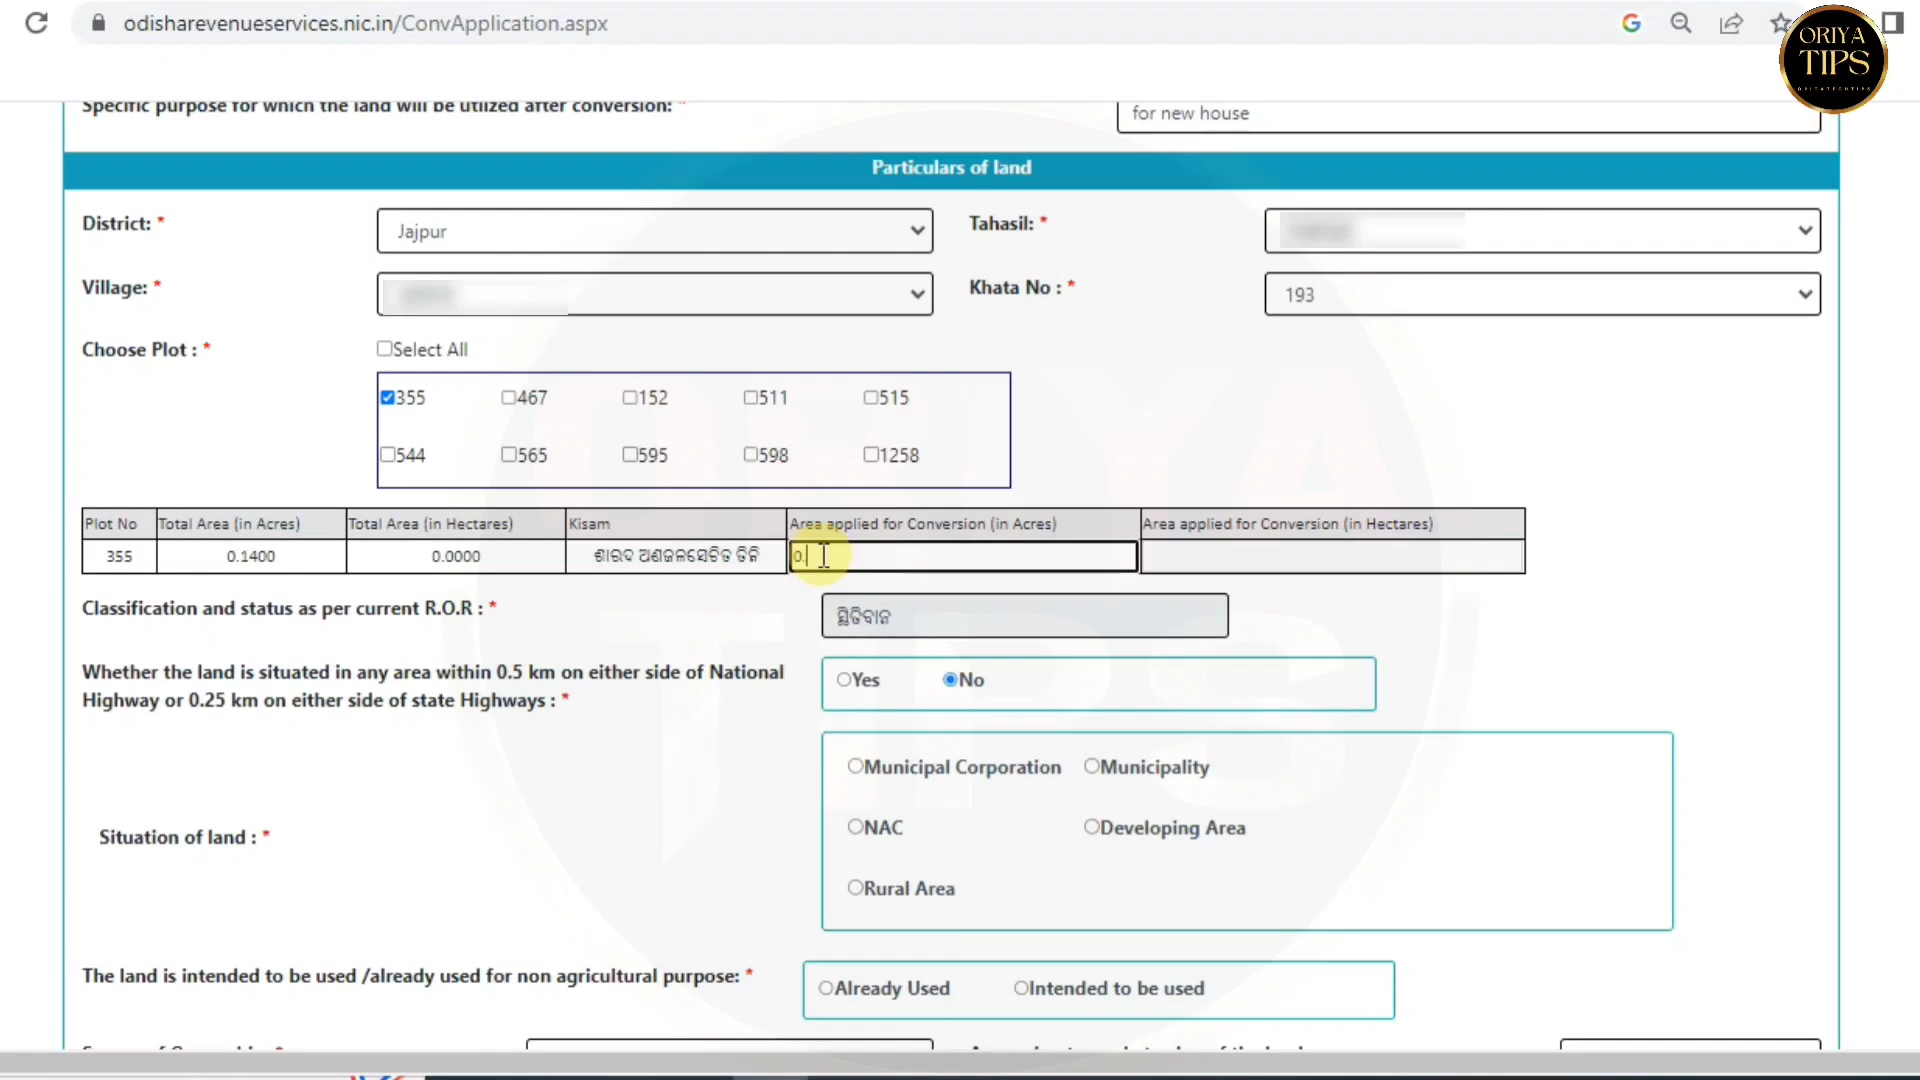 odisharevenueservices.nic.in/ConvApplication.aspx
ORIYA
TIPS
Specific purpose for which the land will be utlized after conversion: *
for new house
Particulars of land
District: *
Jajpur
Tahasil: *
Village: *
Khata No : *
193
Choose Plot : *
Select All
355 467 152 511 515
544 565 595 598 1258
Plot No Total Area (in Acres) Total Area (in Hectares) Kisam Area applied for Conversion (in Acres) Area applied for Conversion (in Hectares)
355 0.1400 0.0000 ଶାରଦ ଅଣଜଳସେଚିତ ତିନି 0.
Classification and status as per current R.O.R : *
ସ୍ଥିତିବାନ
Whether the land is situated in any area within 0.5 km on either side of National
Highway or 0.25 km on either side of state Highways : *
Yes No
Municipal Corporation Municipality
Situation of land : *
NAC Developing Area
Rural Area
The land is intended to be used /already used for non agricultural purpose: *
Already Used Intended to be used